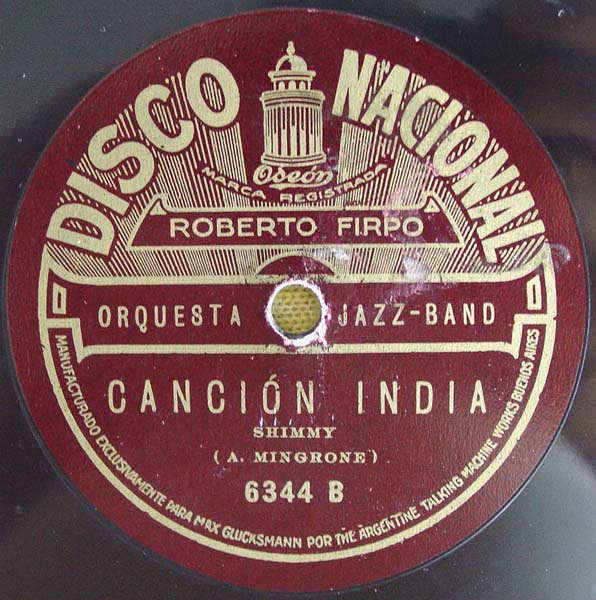 DISCO NACIONAL
Odeón
MARCA REGISTRADA
ROBERTO FIRPO
ORQUESTA JAZZ-BAND
CANCIÓN INDIA
SHIMMY
(A. MINGRONE)
6344 B
MANUFACTURADO EXCLUSIVAMENTE PARA MAX GLUCKSMANN POR THE ARGENTINE TALKING MACHINE WORKS BUENOS AIRES